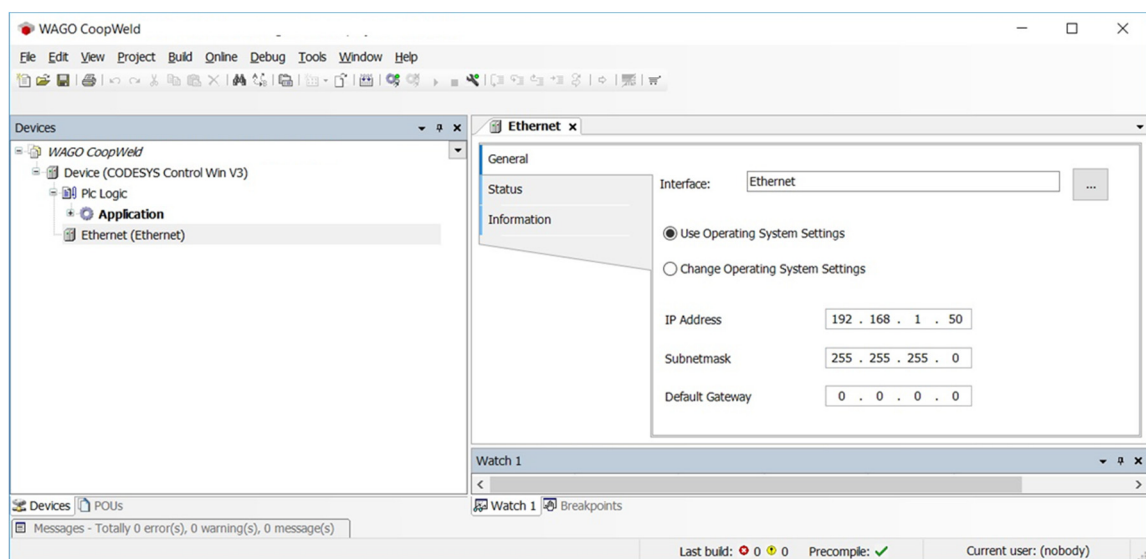 WAGO CoopWeld
File Edit View Project Build Online Debug Tools Window Help
Devices
WAGO CoopWeld
Device (CODESYS Control Win V3)
Plc Logic
Application
Ethernet (Ethernet)
Devices POUs
Ethernet
General
Status
Information
Interface: Ethernet ...
Use Operating System Settings
Change Operating System Settings
IP Address 192 . 168 . 1 . 50
Subnetmask 255 . 255 . 255 . 0
Default Gateway 0 . 0 . 0 . 0
Watch 1
Watch 1 Breakpoints
Messages - Totally 0 error(s), 0 warning(s), 0 message(s)
Last build: 0 0 Precompile: Current user: (nobody)